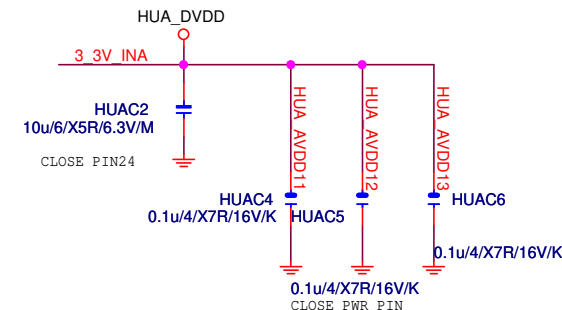 HUA_DVDD
3_3V_INA
HUAC2
10u/6/X5R/6.3V/M
CLOSE PIN24
HUA_AVDD11
HUA_AVDD12
HUA_AVDD13
HUAC4
0.1u/4/X7R/16V/K
HUAC5
HUAC6
0.1u/4/X7R/16V/K
0.1u/4/X7R/16V/K
CLOSE PWR PIN